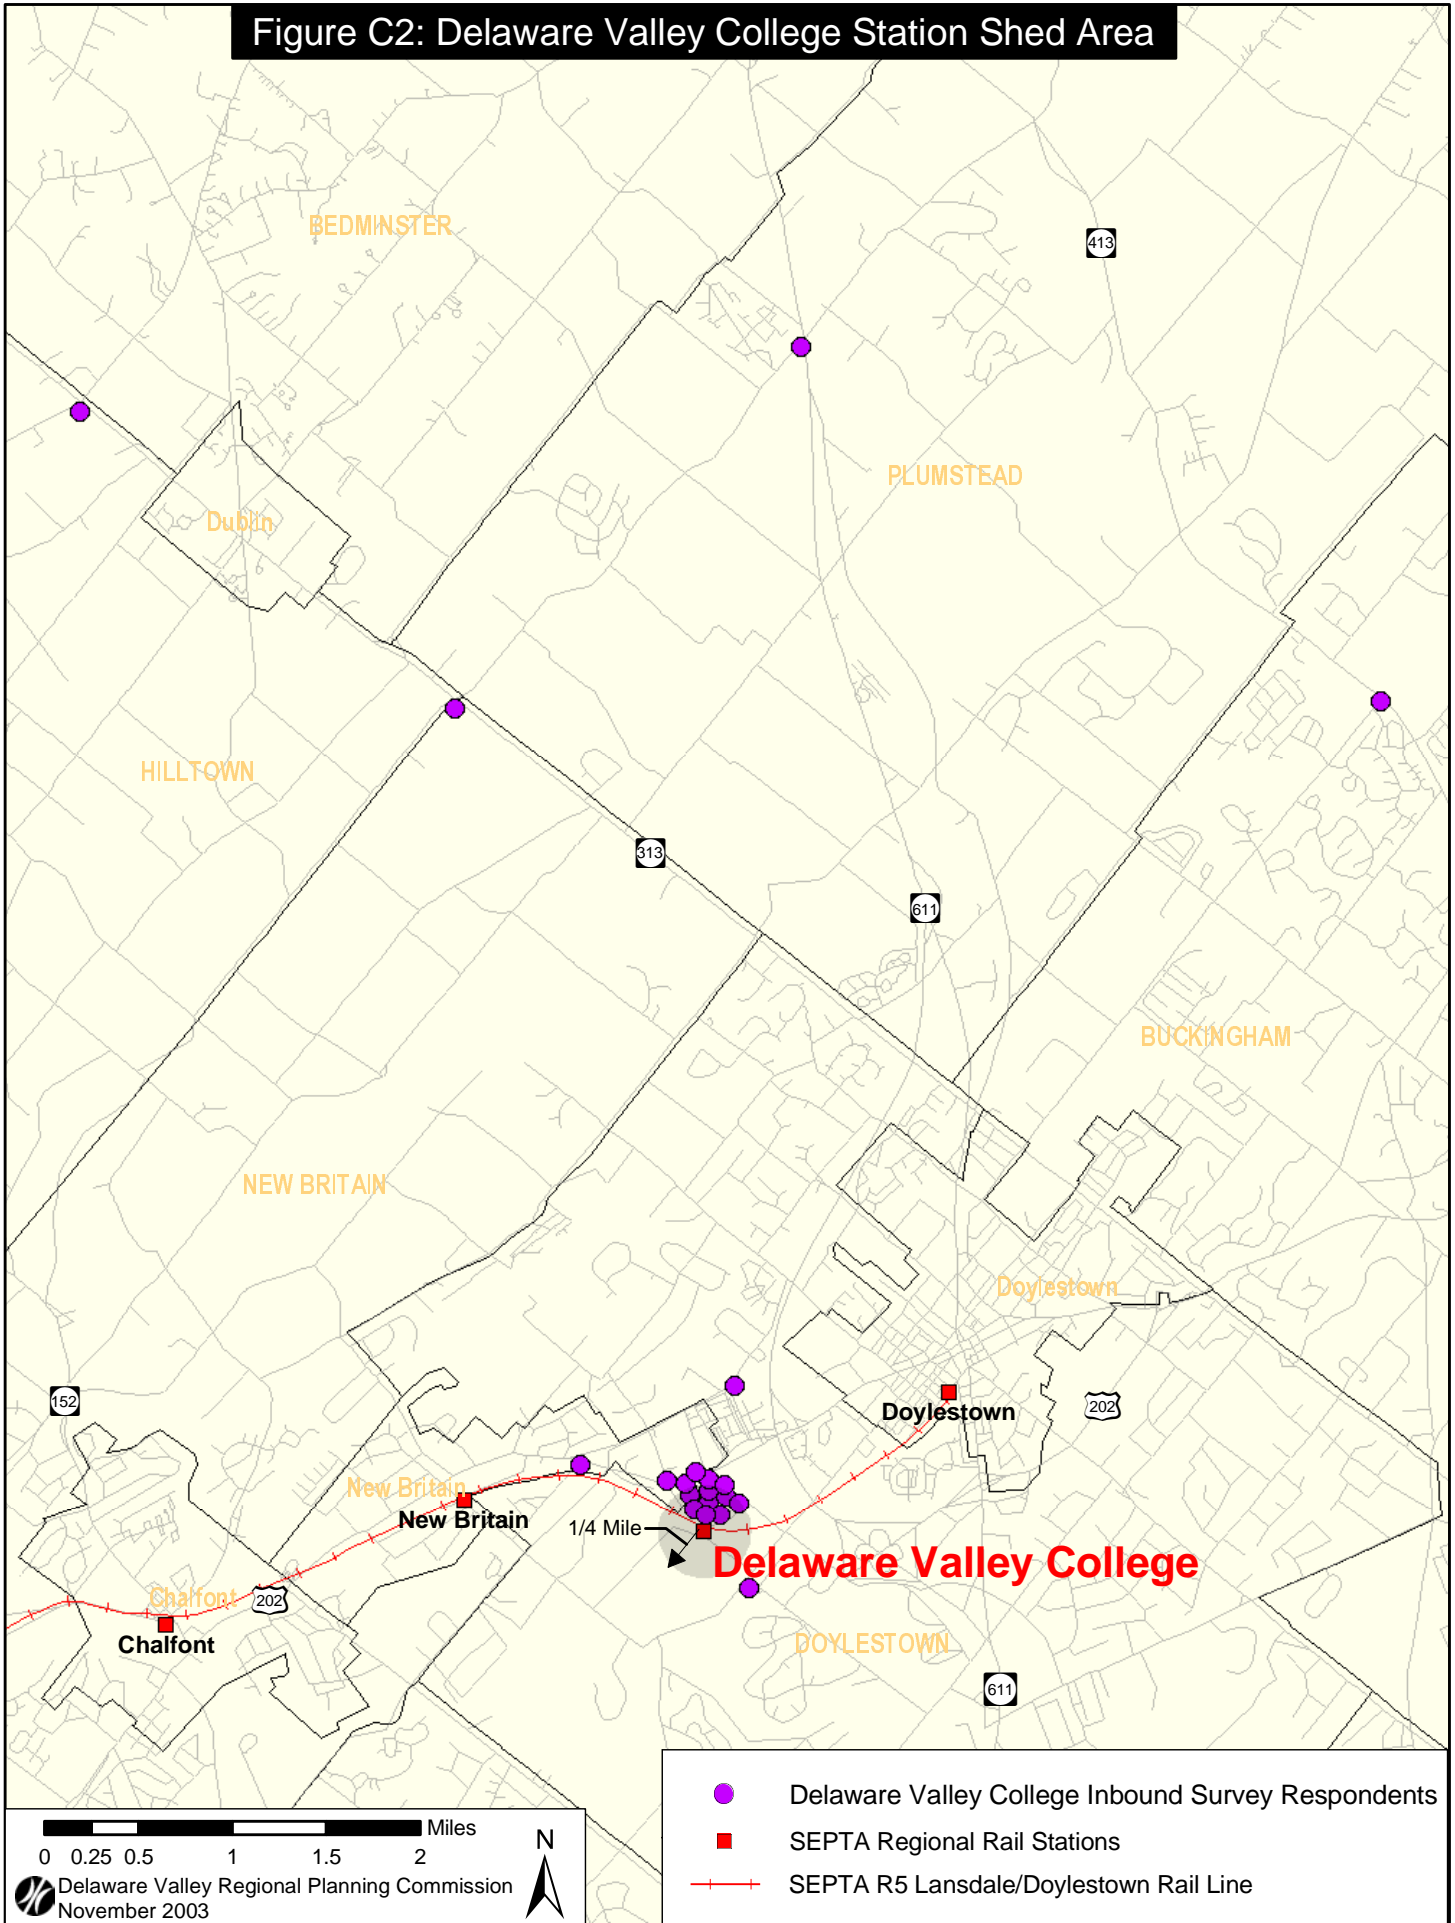 Figure C2: Delaware Valley College Station Shed Area
BEDMINSTER
413
PLUMSTEAD
Dublin
HILLTOWN
313
611
BUCKINGHAM
NEW BRITAIN
Doylestown
152
Doylestown
202
New Britain
New Britain
1/4 Mile
Delaware Valley College
Chalfont
202
Chalfont
DOYLESTOWN
611
Delaware Valley College Inbound Survey Respondents
SEPTA Regional Rail Stations
SEPTA R5 Lansdale/Doylestown Rail Line
Miles
0 0.25 0.5 1 1.5 2
N
Delaware Valley Regional Planning Commission
November 2003